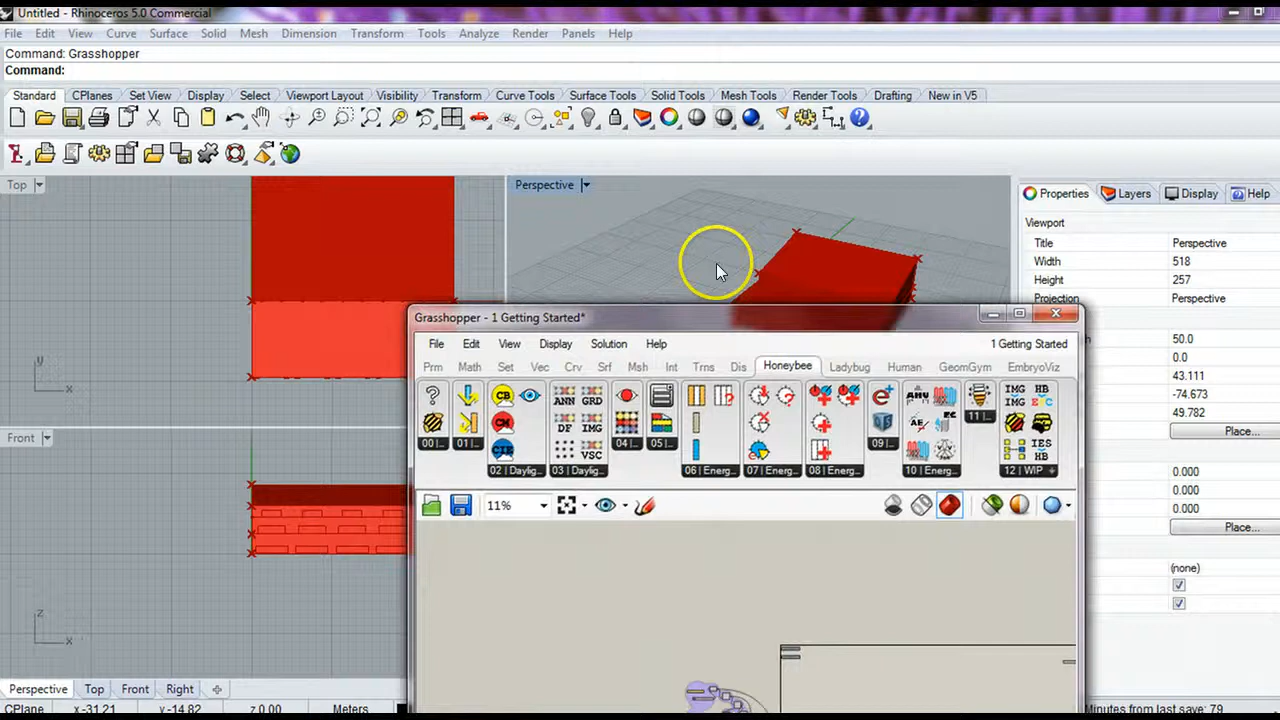 Untitled - Rhinoceros 5.0 Commercial
File Edit View Curve Surface Solid Mesh Dimension Transform Tools Analyze Render Panels Help
Command: Grasshopper
Command:
Standard CPlanes Set View Display Select Viewport Layout Visibility Transform Curve Tools Surface Tools Solid Tools Mesh Tools Render Tools Drafting New in V5
Top
Perspective
Properties Layers Display Help
Viewport
Title Perspective
Width 518
Height 257
Projection Perspective
50.0
0.0
43.111
-74.673
49.782
Place...
0.000
0.000
0.000
Place...
(none)
y
x
Front
z
x
Grasshopper - 1 Getting Started*
File Edit View Display Solution Help 1 Getting Started
Prm Math Set Vec Crv Srf Msh Int Trns Dis Honeybee Ladybug Human GeomGym EmbryoViz
CB ANN GRD IMG HB
CM DF IMG
CIE VSC IES HB
00 |... 01 |... 02 | Daylig... 03 | Daylig... 04 |... 05 |... 06 | Energ... 07 | Energ... 08 | Energ... 09 |... 10 | Energ... 11 |... 12 | WIP +
11%
Perspective Top Front Right
CPlane x -31.21 y -14.82 z 0.00 Meters
Minutes from last save: 79